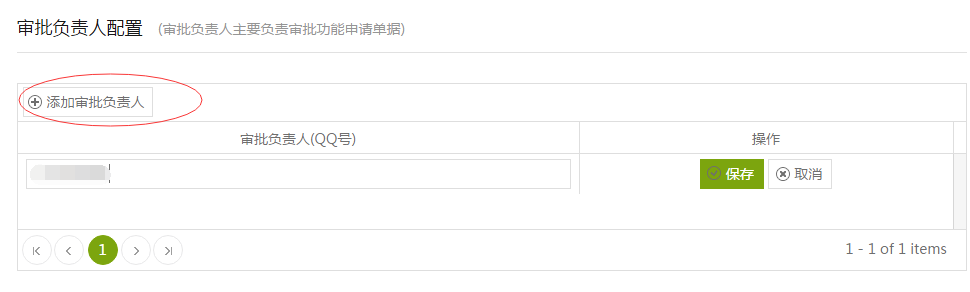 审批负责人配置 (审批负责人主要负责审批功能申请单据)
添加审批负责人
审批负责人(QQ号) 操作
保存 取消
1 1 - 1 of 1 items